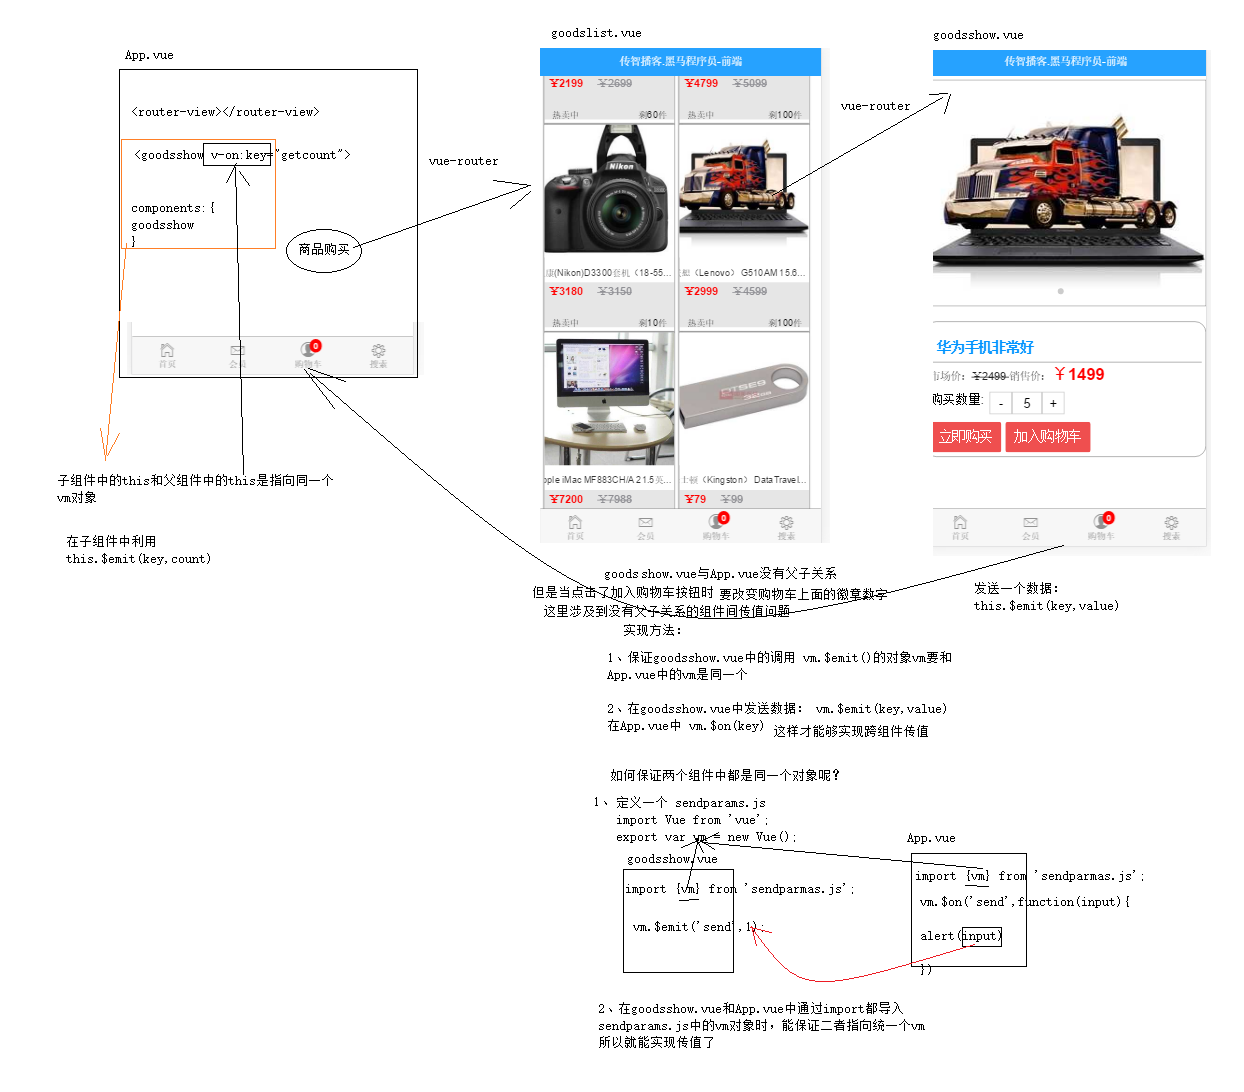 App.vue
<router-view></router-view>
<goodsshow v-on:key="getcount">
components:{
goodsshow
}
商品购买
首页
会员
0
购物车
搜索
子组件中的this和父组件中的this是指向同一个
vm对象
在子组件中利用
this.$emit(key,count)
vue-router
goodslist.vue
传智播客.黑马程序员-前端
￥2199 ￥2699
热卖中 剩60件
￥4799 ￥5099
热卖中 剩100件
康(Nikon)D3300套机（18-55...
￥3180 ￥3150
热卖中 剩10件
想（Lenovo） G510AM 15.6...
￥2999 ￥4599
热卖中 剩100件
pple iMac MF883CH/A 21.5英...
￥7200 ￥7988
士顿（Kingston） DataTravel...
￥79 ￥99
首页
会员
0
购物车
搜索
vue-router
goodsshow.vue
传智播客.黑马程序员-前端
华为手机非常好
市场价: ￥2499 销售价: ￥1499
购买数量: - 5 +
立即购买 加入购物车
首页
会员
0
购物车
搜索
发送一个数据:
this.$emit(key,value)
goodsshow.vue与App.vue没有父子关系
但是当点击了加入购物车按钮时 要改变购物车上面的徽章数字
这里涉及到没有父子关系的组件间传值问题
实现方法:
1、保证goodsshow.vue中的调用 vm.$emit()的对象vm要和
App.vue中的vm是同一个
2、在goodsshow.vue中发送数据: vm.$emit(key,value)
在App.vue中 vm.$on(key) 这样才能够实现跨组件传值
如何保证两个组件中都是同一个对象呢?
1、定义一个 sendparams.js
import Vue from 'vue';
export var vm = new Vue();
goodsshow.vue
import {vm} from 'sendparmas.js';
vm.$emit('send',1);
App.vue
import {vm} from 'sendparmas.js';
vm.$on('send',function(input){
alert(input)
})
2、在goodsshow.vue和App.vue中通过import都导入
sendparams.js中的vm对象时，能保证二者指向统一个vm
所以就能实现传值了